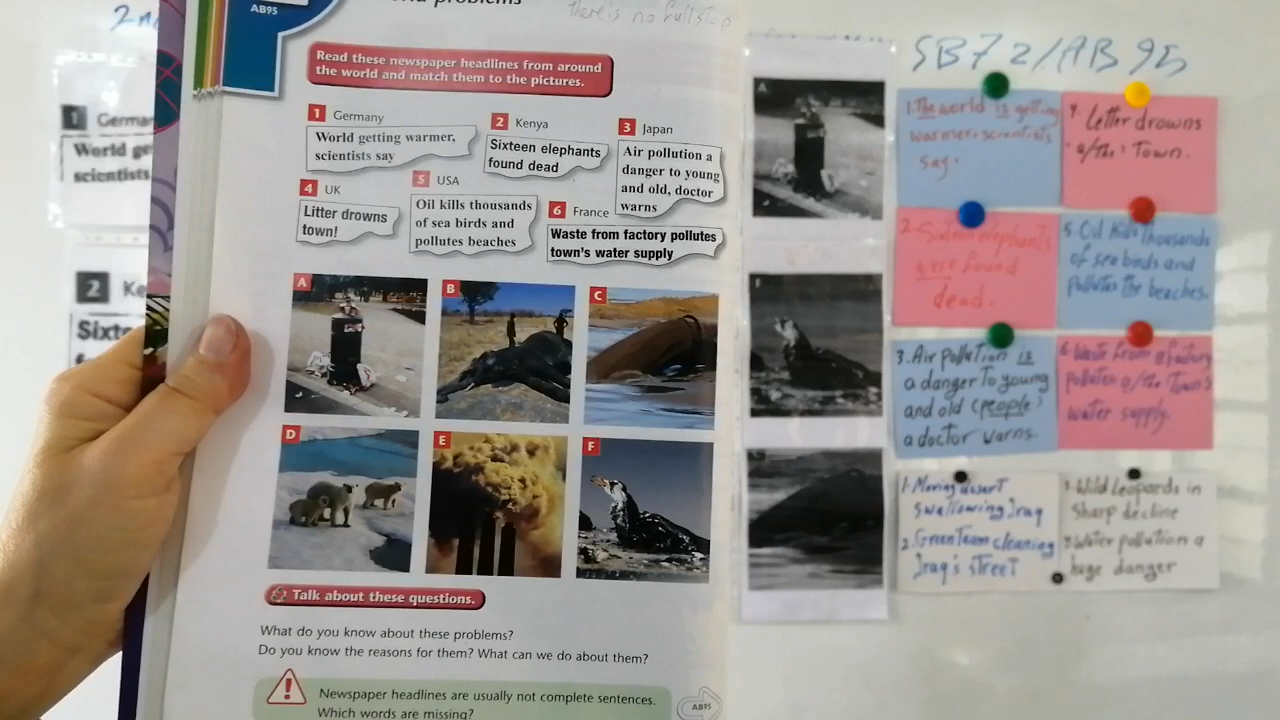 2
1 German
World ge
scientists
2 Ke
Sixte
AB95
problems
there is no full stop
Read these newspaper headlines from around
the world and match them to the pictures.
1 Germany
World getting warmer,
scientists say
2 Kenya
Sixteen elephants
found dead
3 Japan
Air pollution a
danger to young
and old, doctor
warns
4 UK
Litter drowns
town!
5 USA
Oil kills thousands
of sea birds and
pollutes beaches
6 France
Waste from factory pollutes
town's water supply
A
B
C
D
E
F
Talk about these questions.
What do you know about these problems?
Do you know the reasons for them? What can we do about them?
Newspaper headlines are usually not complete sentences.
Which words are missing?
AB95
A
F
SB72/AB95
1. The world is getting
warmer, scientists
say.
2. Sixteen elephants
were found
dead.
3. Air pollution is
a danger to young
and old (people),
a doctor warns.
4. Letter drowns
a/the town.
5. Oil kills thousands
of sea birds and
pollutes the beaches.
6. Waste from a factory
pollutes a/the town's
water supply.
1. Moving desert
swallowing Iraq
2. Green Team cleaning
Iraq's street
3. Wild leopards in
sharp decline
Water pollution a
huge danger